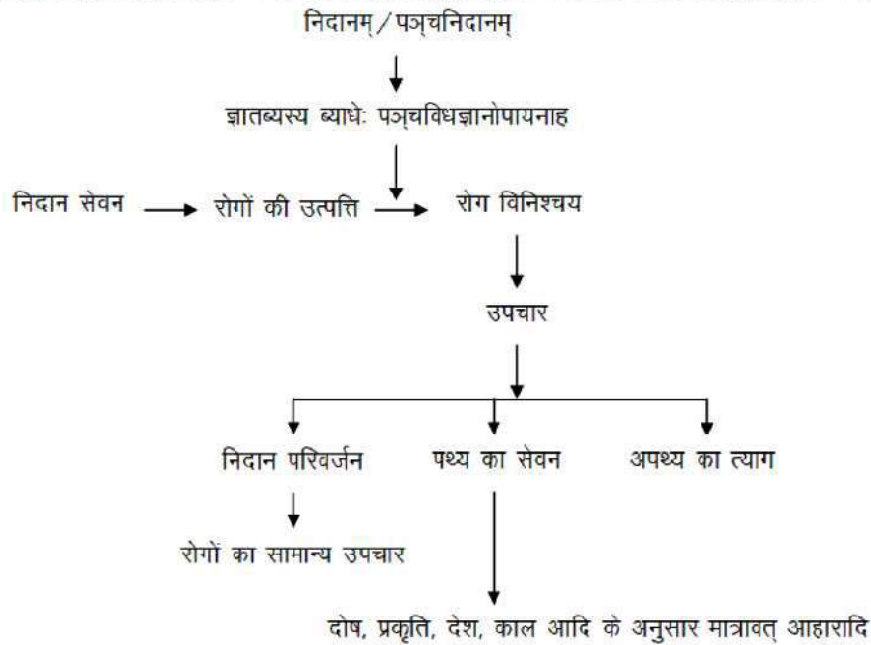 निदानम्/पञ्चनिदानम्
ज्ञातब्यस्य ब्याधेः पञ्चविधज्ञानोपायनाह
निदान सेवन रोगों की उत्पत्ति रोग विनिश्चय
उपचार
निदान परिवर्जन पथ्य का सेवन अपथ्य का त्याग
रोगों का सामान्य उपचार
दोष, प्रकृति, देश, काल आदि के अनुसार मात्रावत् आहारादि